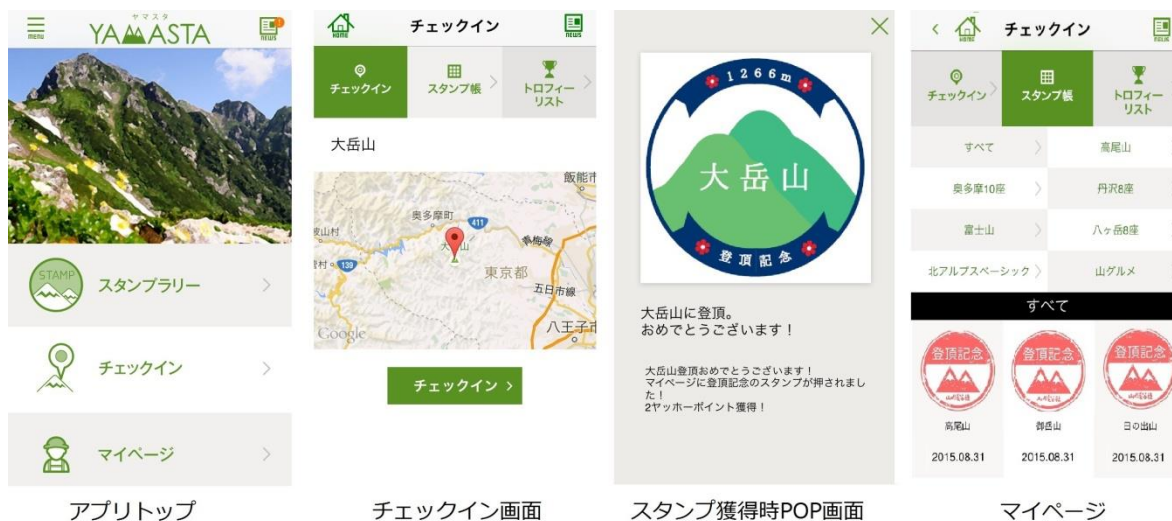 MENU
ヤマスタ
YAMASTA
NEWS
STAMP
スタンプラリー
チェックイン
マイページ
アプリトップ
HOME
チェックイン
NEWS
チェックイン
スタンプ帳
トロフィー
リスト
大岳山
飯能市
奥多摩町
411
青梅線
139
東京都
五日市線
八王子市
Google
チェックイン
チェックイン画面
1266m
大岳山
登頂記念
大岳山に登頂。
おめでとうございます!
大岳山登頂おめでとうございます!
マイページに登頂記念のスタンプが押されまし
た!
2ヤッホーポイント獲得!
スタンプ獲得時POP画面
HOME
チェックイン
チェックイン
スタンプ帳
トロフィー
リスト
すべて
高尾山
奥多摩10座
丹沢8座
富士山
八ヶ岳8座
北アルプスベーシック
山グルメ
すべて
登頂記念
登頂記念
登頂記念
高尾山
御岳山
日の出山
2015.08.31
2015.08.31
2015.08.31
マイページ